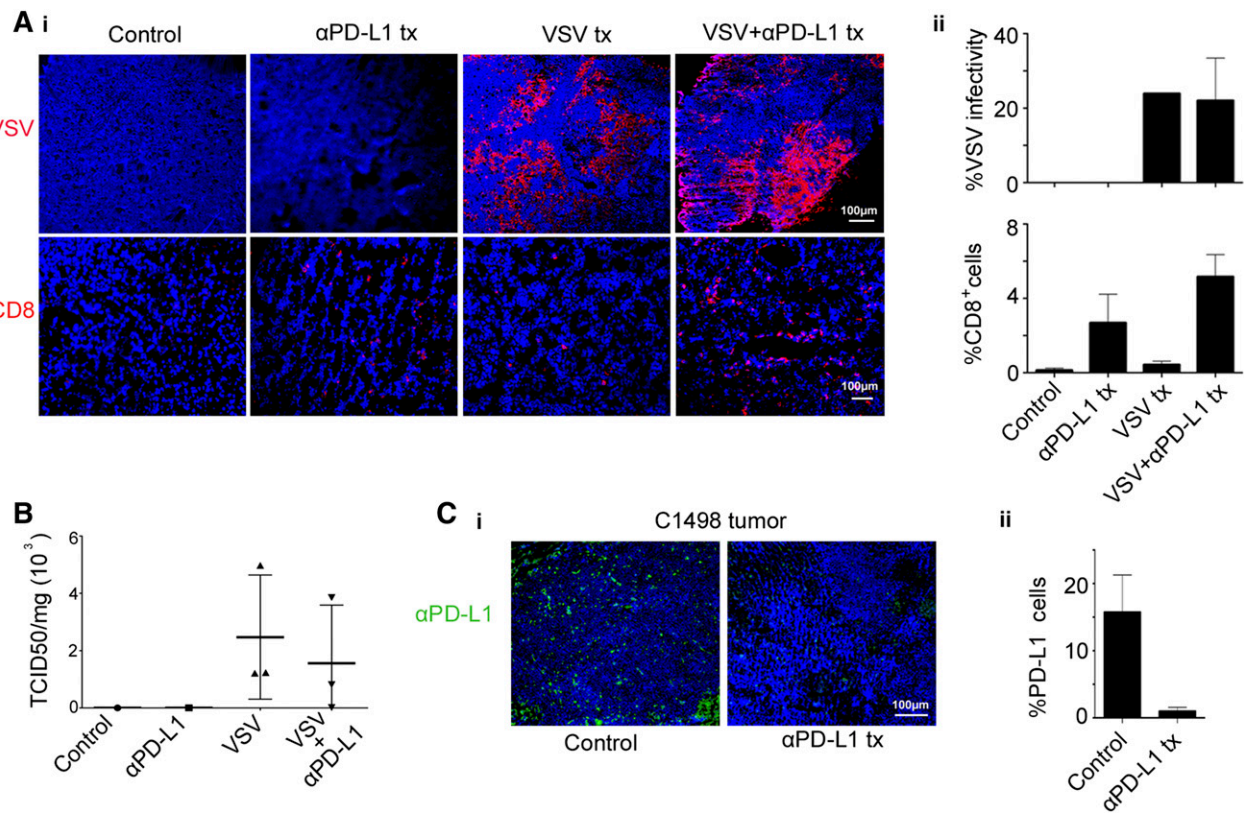 A i
Control
αPD-L1 tx
VSV tx
VSV+αPD-L1 tx
VSV
100μm
CD8
100μm
ii
%VSV infectivity
40
20
0
%CD8⁺cells
8
4
0
Control
αPD-L1 tx
VSV tx
VSV+αPD-L1 tx
B
TCID50/mg (10³)
6
4
2
0
Control
αPD-L1
VSV
VSV
+
αPD-L1
C i
C1498 tumor
αPD-L1
100μm
Control
αPD-L1 tx
ii
%PD-L1 cells
20
10
0
Control
αPD-L1 tx